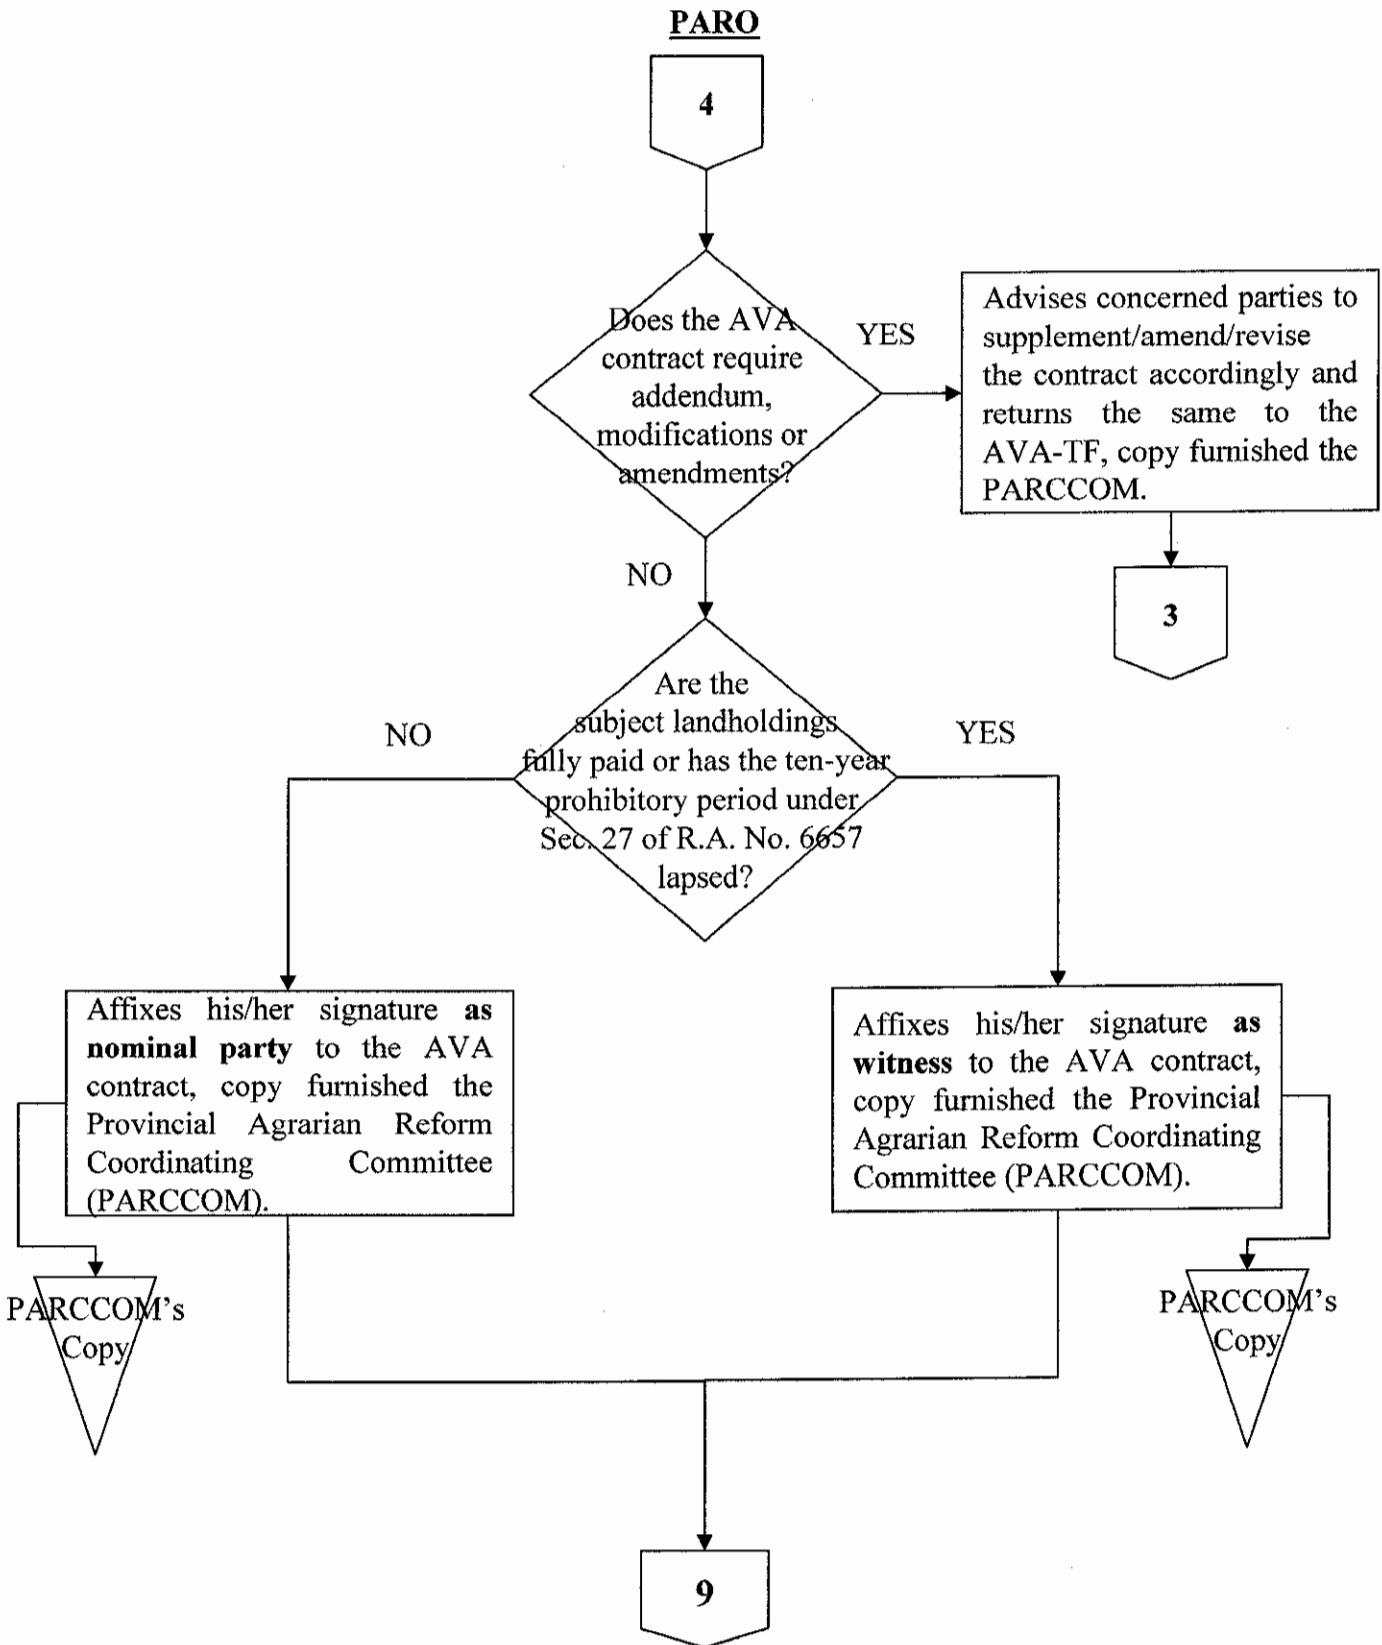 PARO
4
Does the AVA
contract require
addendum,
modifications or
amendments?
YES
Advises concerned parties to
supplement/amend/revise
the contract accordingly and
returns the same to the
AVA-TF, copy furnished the
PARCCOM.
NO
3
Are the
subject landholdings
fully paid or has the ten-year
prohibitory period under
Sec. 27 of R.A. No. 6657
lapsed?
NO
YES
Affixes his/her signature as
nominal party to the AVA
contract, copy furnished the
Provincial Agrarian Reform
Coordinating Committee
(PARCCOM).
Affixes his/her signature as
witness to the AVA contract,
copy furnished the Provincial
Agrarian Reform Coordinating
Committee (PARCCOM).
PARCCOM's
Copy
PARCCOM's
Copy
9